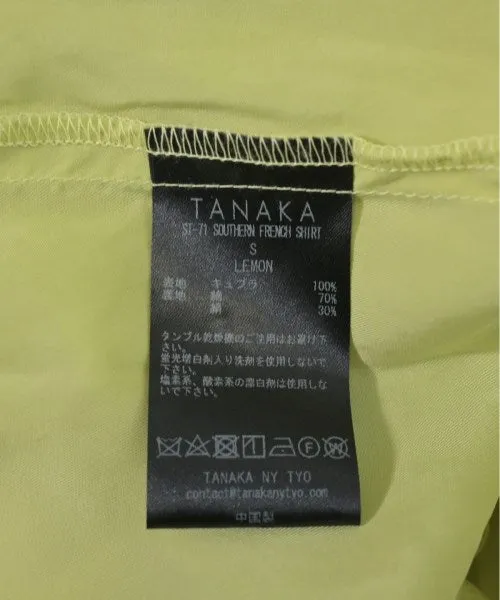 TANAKA
ST-71 SOUTHERN FRENCH SHIRT
S
LEMON
表地 キュプラ 100%
裏地 綿 70%
30%
タンブル乾燥機のご使用はお避け下
さい。
蛍光増白剤入り洗剤を使用しないで
下さい。
塩素系、酸素系の漂白剤は使用しな
いで下さい。
TANAKA NY TYO
contact@tanakanytyo.com
中国製